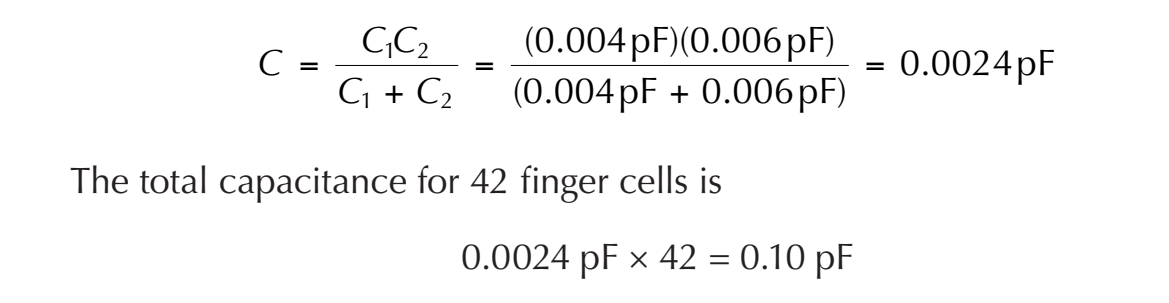 C = C₁C₂ / C₁ + C₂ = (0.004 pF)(0.006 pF) / (0.004 pF + 0.006 pF) = 0.0024 pF
The total capacitance for 42 finger cells is
0.0024 pF × 42 = 0.10 pF